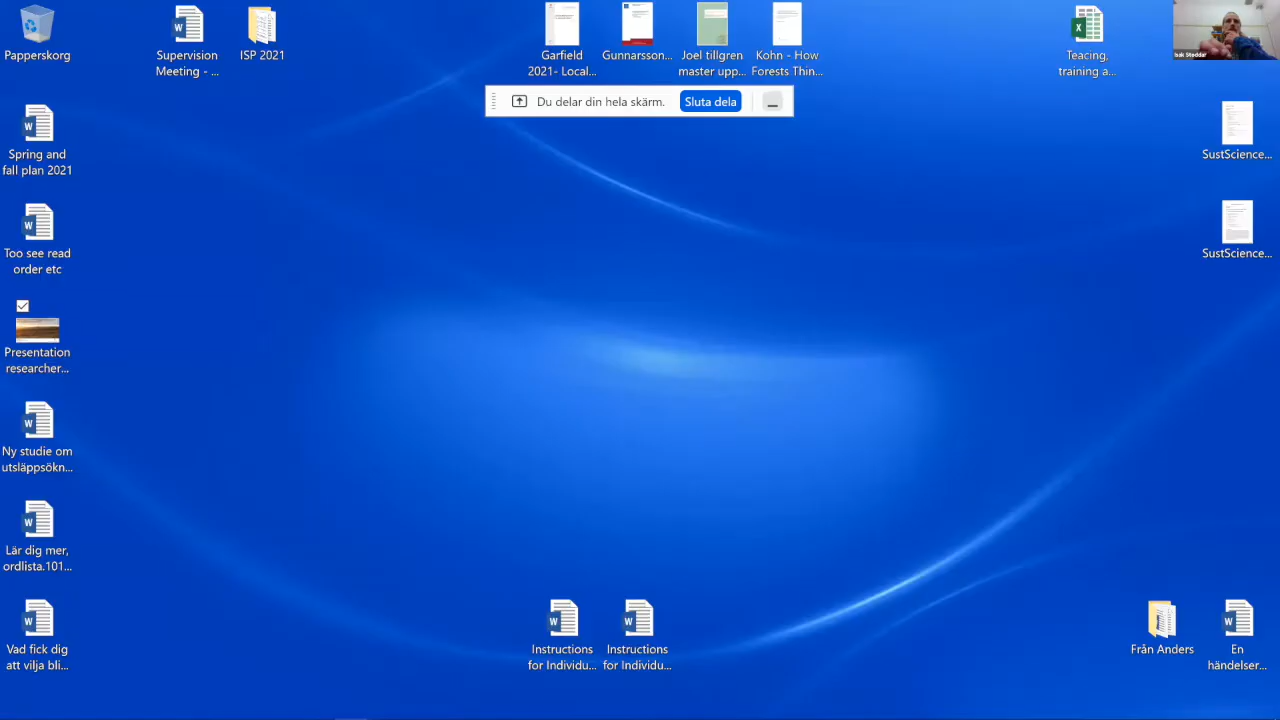 Papperskorg
Supervision
Meeting - ...
ISP 2021
Garfield
2021- Local...
Gunnarsson...
Joel tillgren
master upp...
Kohn - How
Forests Thin...
Teacing,
training a...
Isak Stoddar
Du delar din hela skärm.
Sluta dela
Spring and
fall plan 2021
SustScience...
Too see read
order etc
SustScience...
Presentation
researcher...
Ny studie om
utsläppsökn...
Lär dig mer,
ordlista.101...
Vad fick dig
att vilja bli...
Instructions
for Individu...
Instructions
for Individu...
Från Anders
En
händelser...